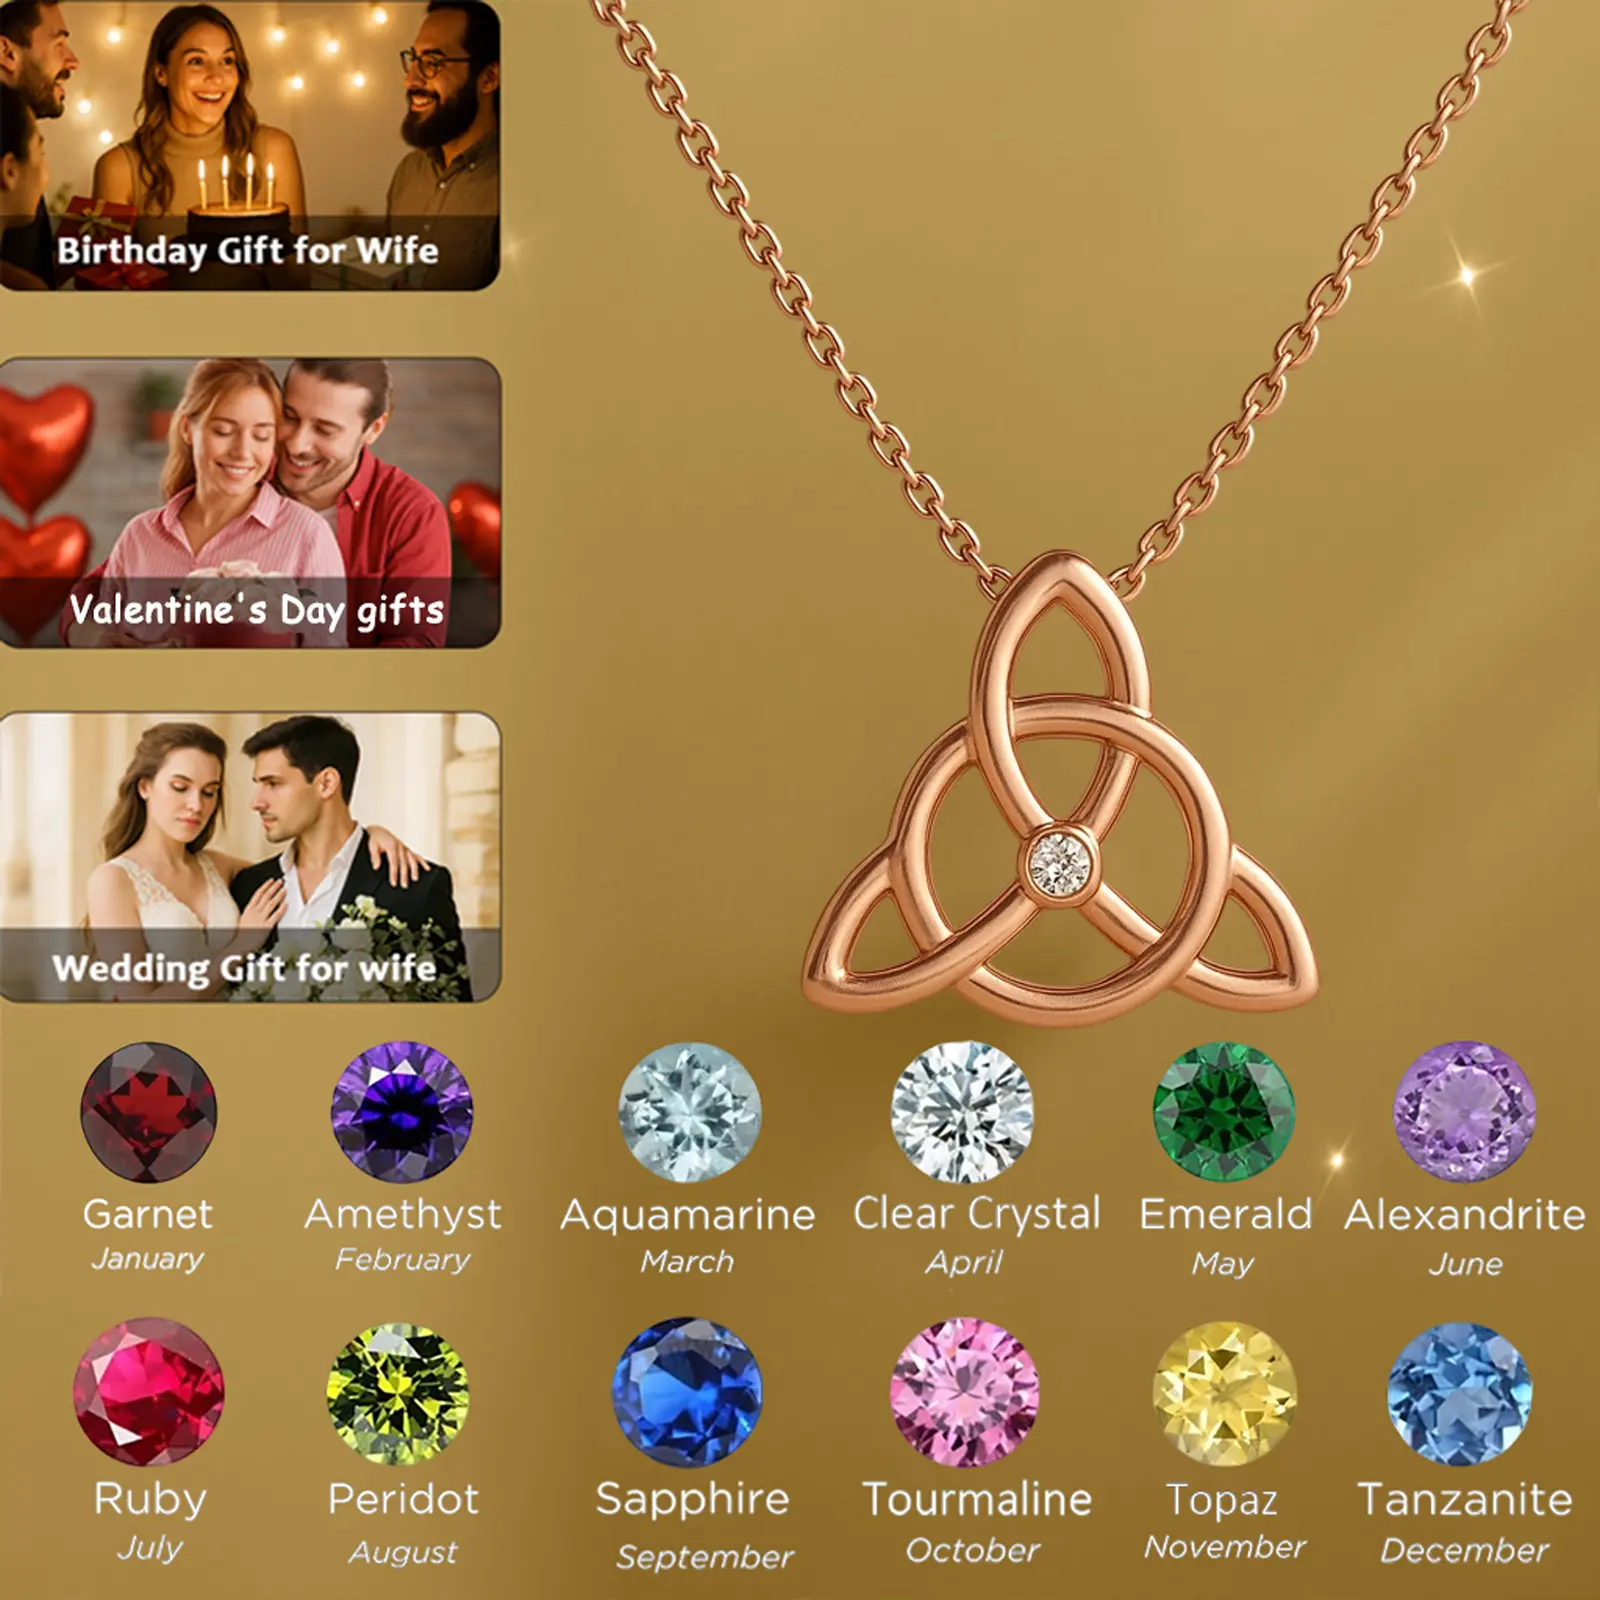 Birthday Gift for Wife
Valentine's Day gifts
Wedding Gift for wife
Garnet
January
Amethyst
February
Aquamarine
March
Clear Crystal
April
Emerald
May
Alexandrite
June
Ruby
July
Peridot
August
Sapphire
September
Tourmaline
October
Topaz
November
Tanzanite
December